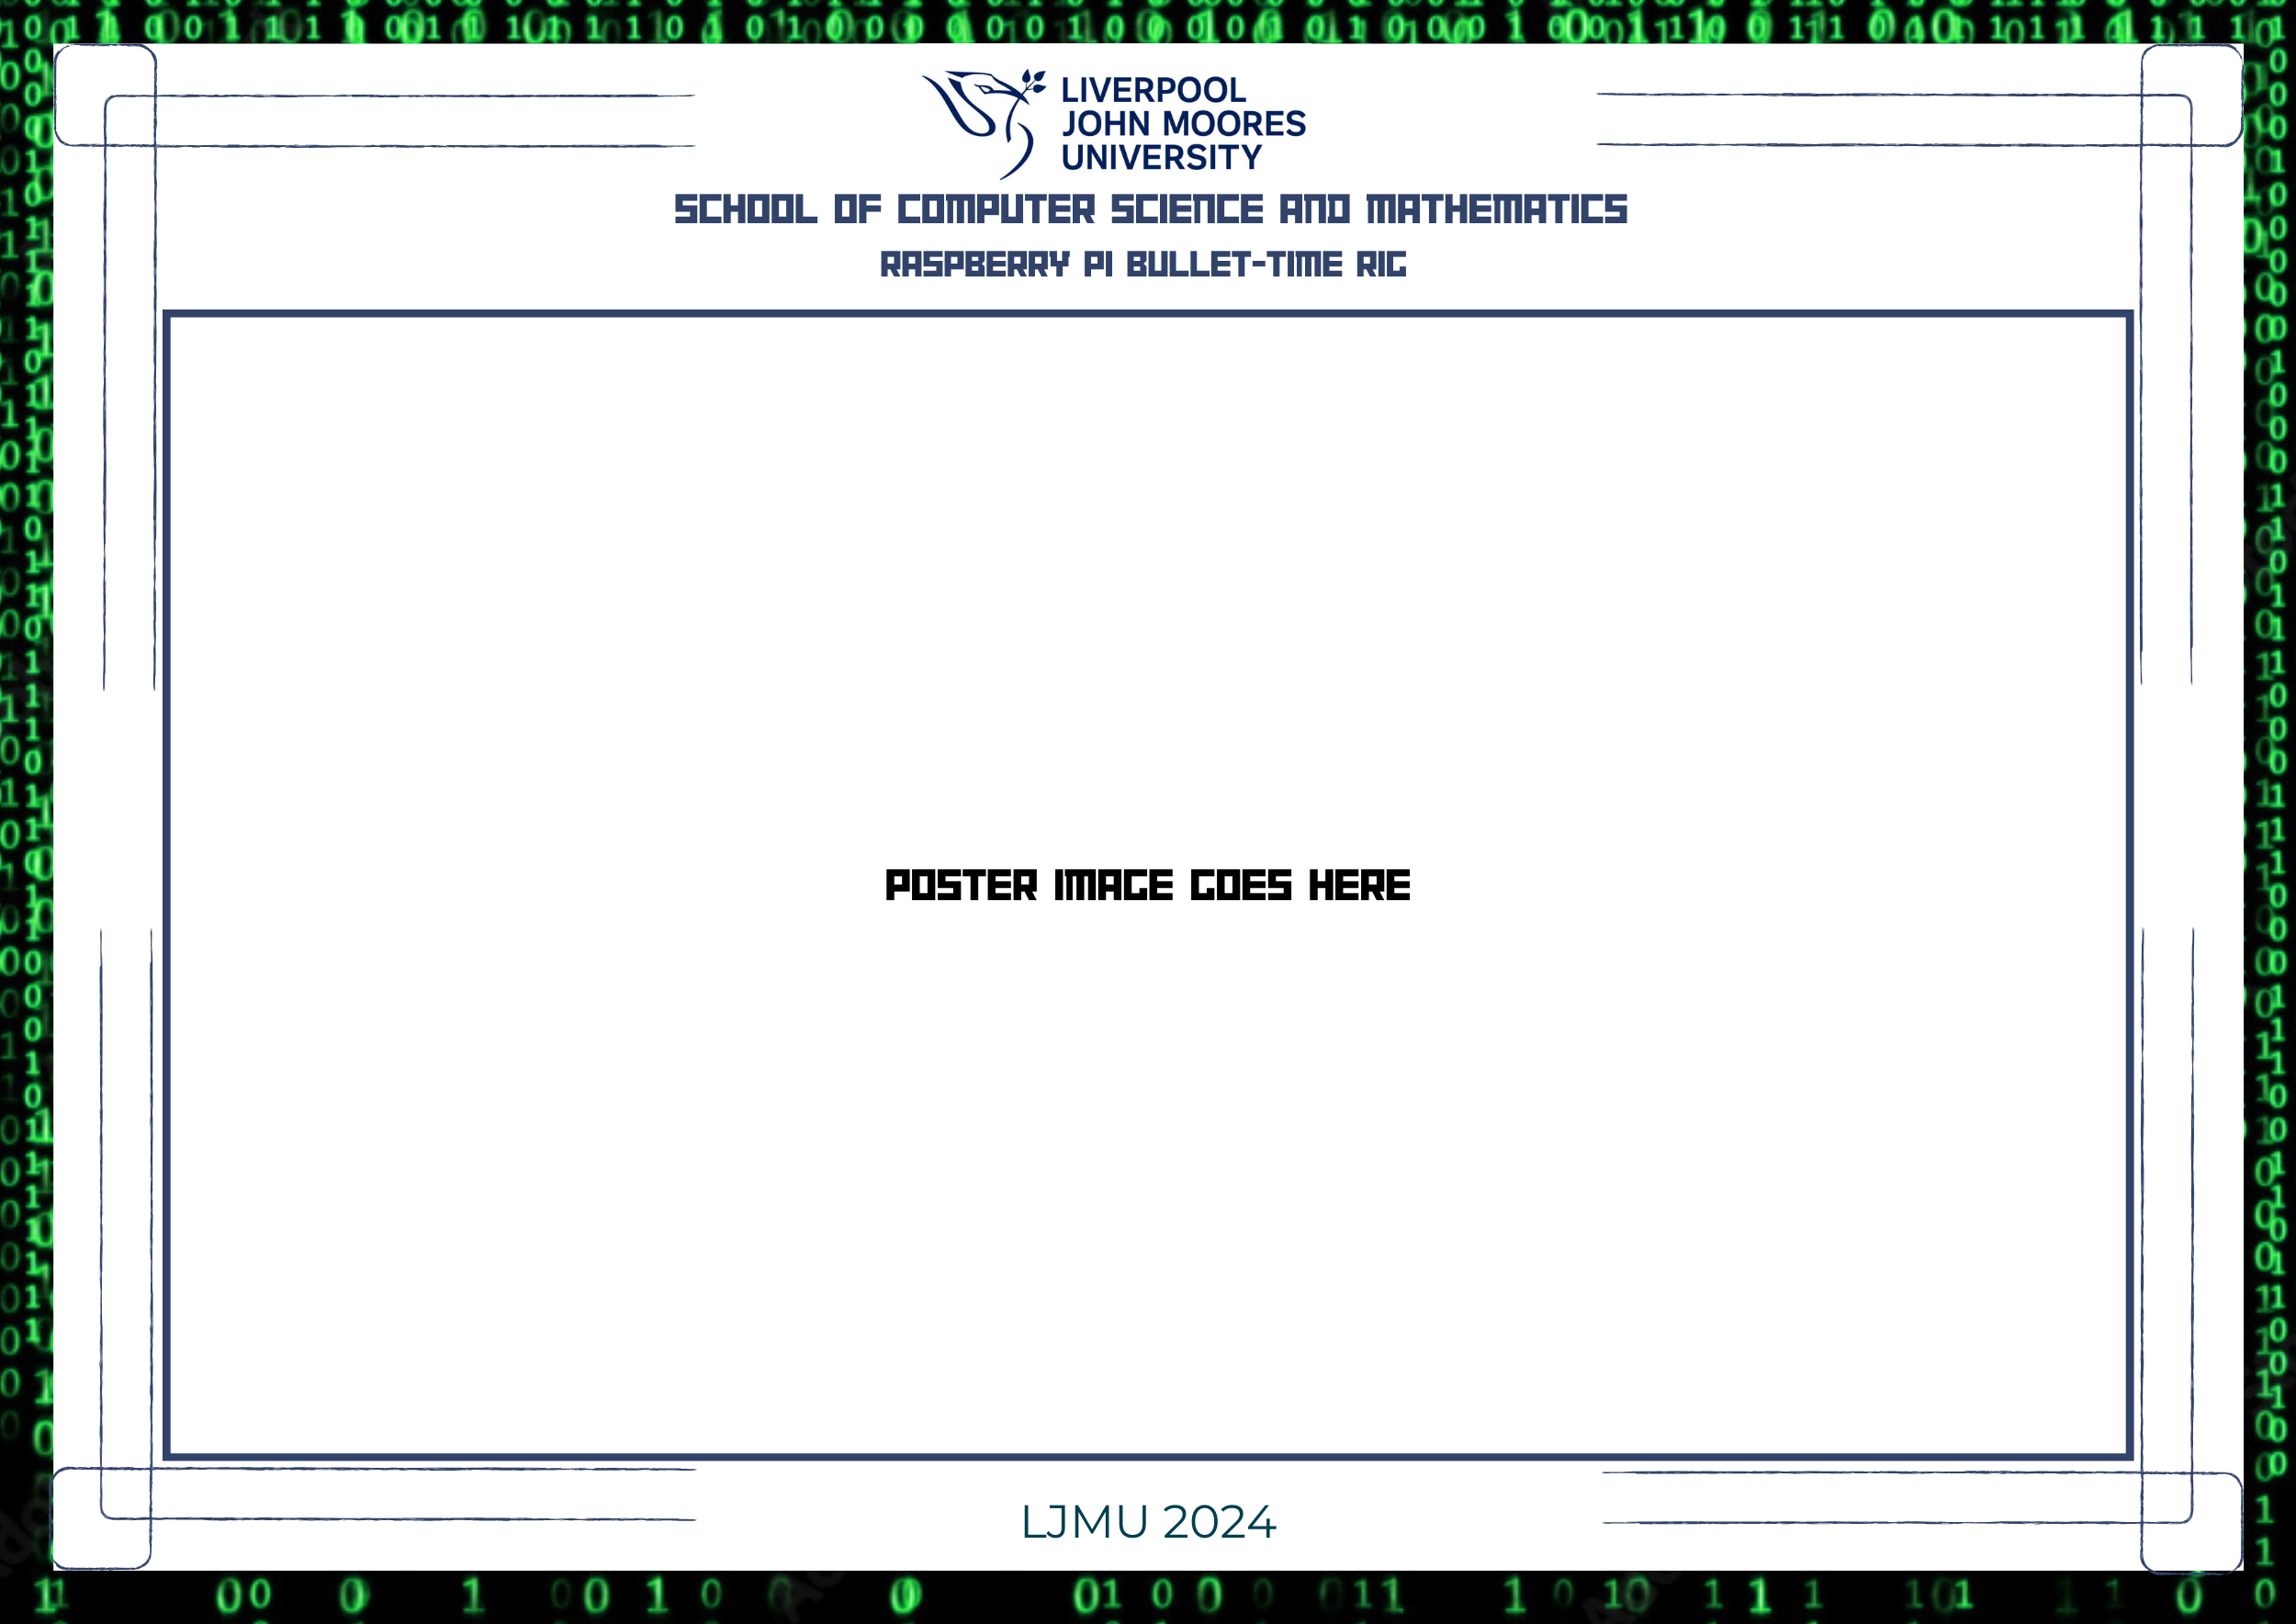 LIVERPOOL
JOHN MOORES
UNIVERSITY
SCHOOL OF COMPUTER SCIENCE AND MATHEMATICS
RASPBERRY PI BULLET-TIME RIG
POSTER IMAGE GOES HERE
LJMU 2024